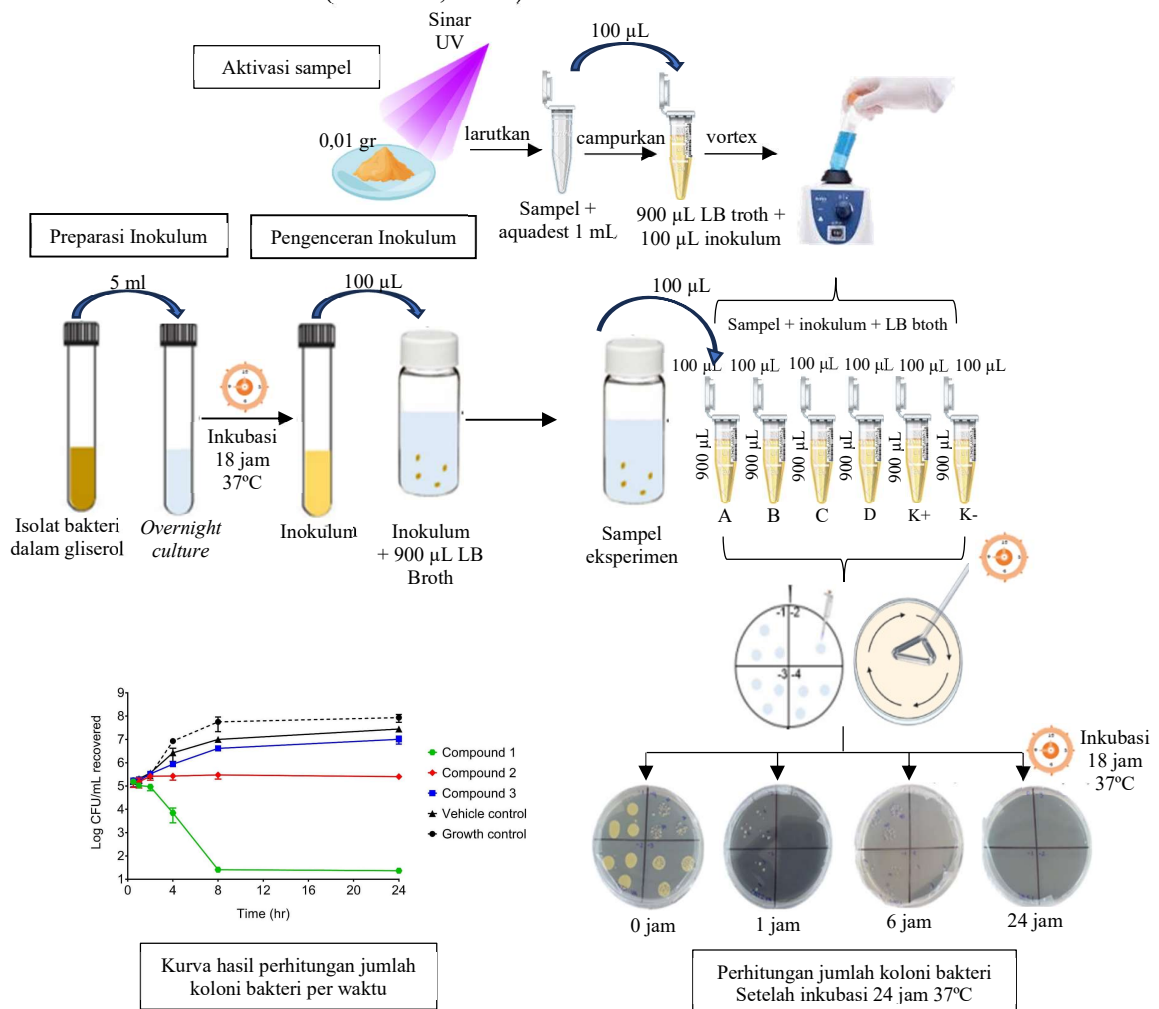 Sinar
UV
100 µL
Aktivasi sampel
0,01 gr
larutkan
campurkan
vortex
Sampel +
aquadest 1 mL
900 µL LB troth +
100 µL inokulum
Preparasi Inokulum
Pengenceran Inokulum
5 ml
100 µL
100 µL
Sampel + inokulum + LB btoth
100 µL
100 µL
100 µL
100 µL
100 µL
100 µL
900 µL
900 µL
900 µL
900 µL
900 µL
900 µL
A
B
C
D
K+
K-
Inkubasi
18 jam
37ºC
Isolat bakteri
dalam gliserol
Overnight
culture
Inokulum
Inokulum
+ 900 µL LB
Broth
Sampel
eksperimen
-1
-2
-3
-4
Log CFU/mL recovered
9
8
7
6
5
4
3
2
1
0
4
8
12
16
20
24
Time (hr)
Compound 1
Compound 2
Compound 3
Vehicle control
Growth control
Inkubasi
18 jam
37ºC
0 jam
1 jam
6 jam
24 jam
Kurva hasil perhitungan jumlah
koloni bakteri per waktu
Perhitungan jumlah koloni bakteri
Setelah inkubasi 24 jam 37ºC